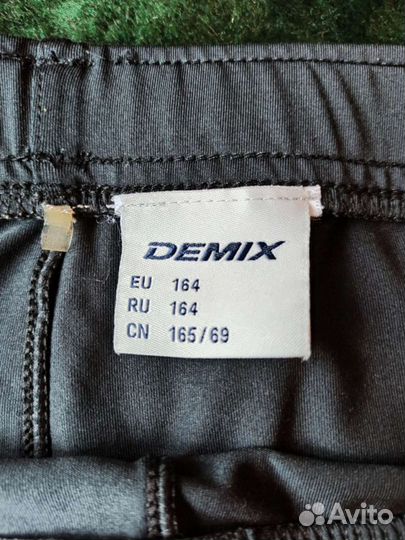 DEMIX
EU 164
RU 164
CN 165/69
Avito